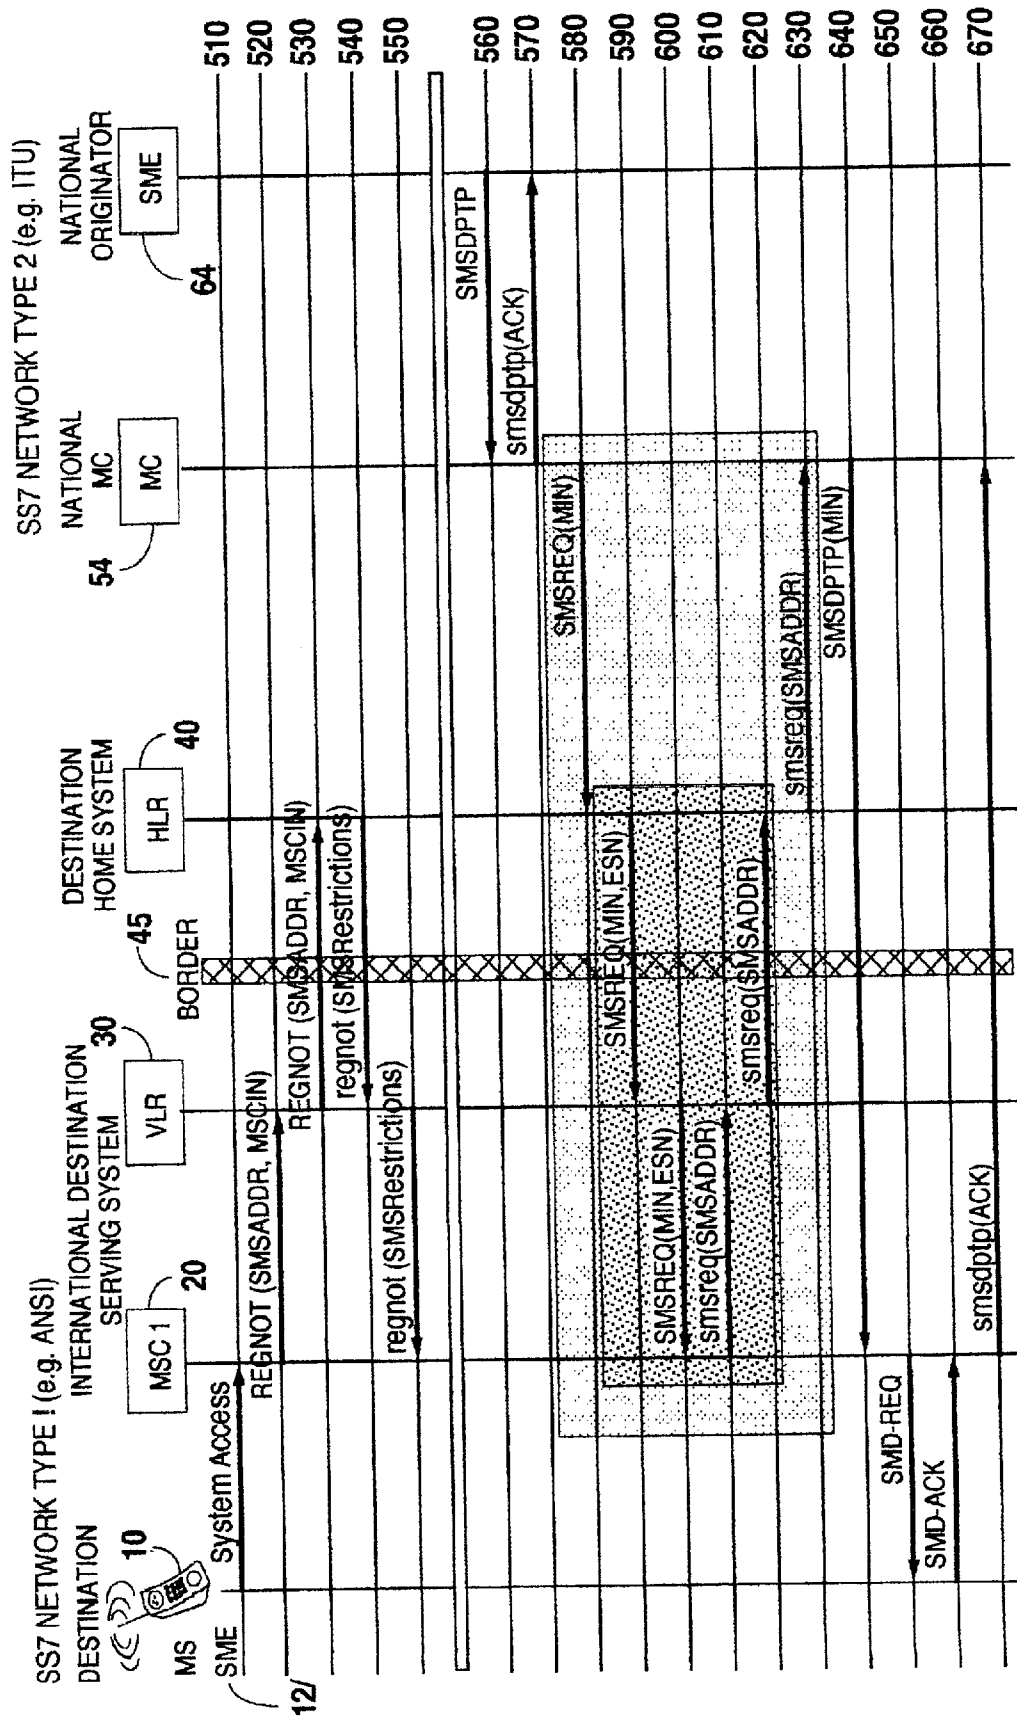 SS7 NETWORK TYPE I (e.g. ANSI)
SS7 NETWORK TYPE 2 (e.g. ITU)
DESTINATION
INTERNATIONAL DESTINATION
SERVING SYSTEM
BORDER
DESTINATION
HOME SYSTEM
NATIONAL
MC
NATIONAL
ORIGINATOR
10
20
30
45
40
54
64
MS
SME
12
MSC 1
VLR
HLR
MC
SME
System Access
510
REGNOT (SMSADDR, MSCIN)
520
REGNOT (SMSADDR, MSCIN)
530
regnot (SMSRestrictions)
540
regnot (SMSRestrictions)
550
SMSDPTP
560
smsdptp(ACK)
570
SMSREQ(MIN)
580
SMSREQ(MIN,ESN)
590
SMSREQ(MIN,ESN)
600
smsreq(SMSADDR)
610
smsreq(SMSADDR)
620
smsreq(SMSADDR)
630
SMSDPTP(MIN)
640
SMD-REQ
650
SMD-ACK
660
smsdptp(ACK)
670